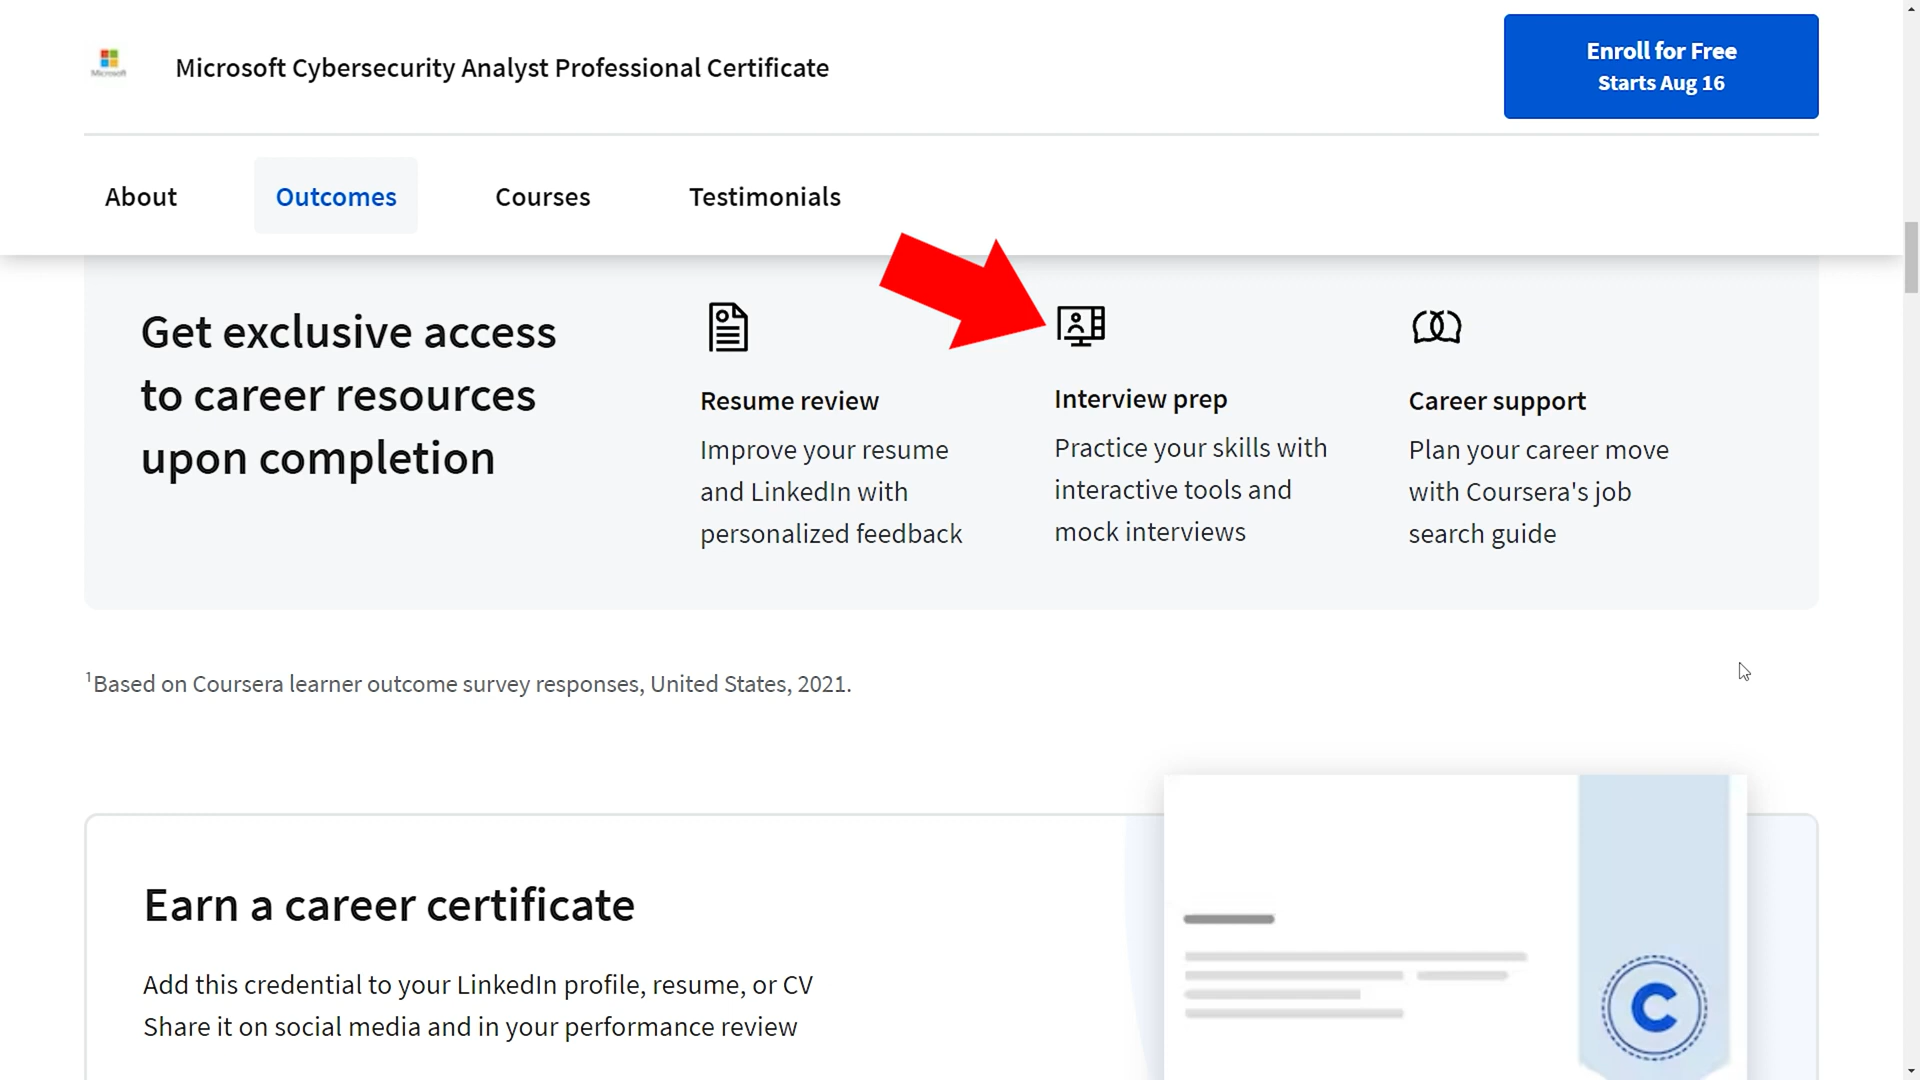 Microsoft
Microsoft Cybersecurity Analyst Professional Certificate
Enroll for Free
Starts Aug 16
About
Outcomes
Courses
Testimonials
Get exclusive access
to career resources
upon completion
Resume review
Improve your resume
and LinkedIn with
personalized feedback
Interview prep
Practice your skills with
interactive tools and
mock interviews
Career support
Plan your career move
with Coursera's job
search guide
¹Based on Coursera learner outcome survey responses, United States, 2021.
Earn a career certificate
Add this credential to your LinkedIn profile, resume, or CV
Share it on social media and in your performance review
C